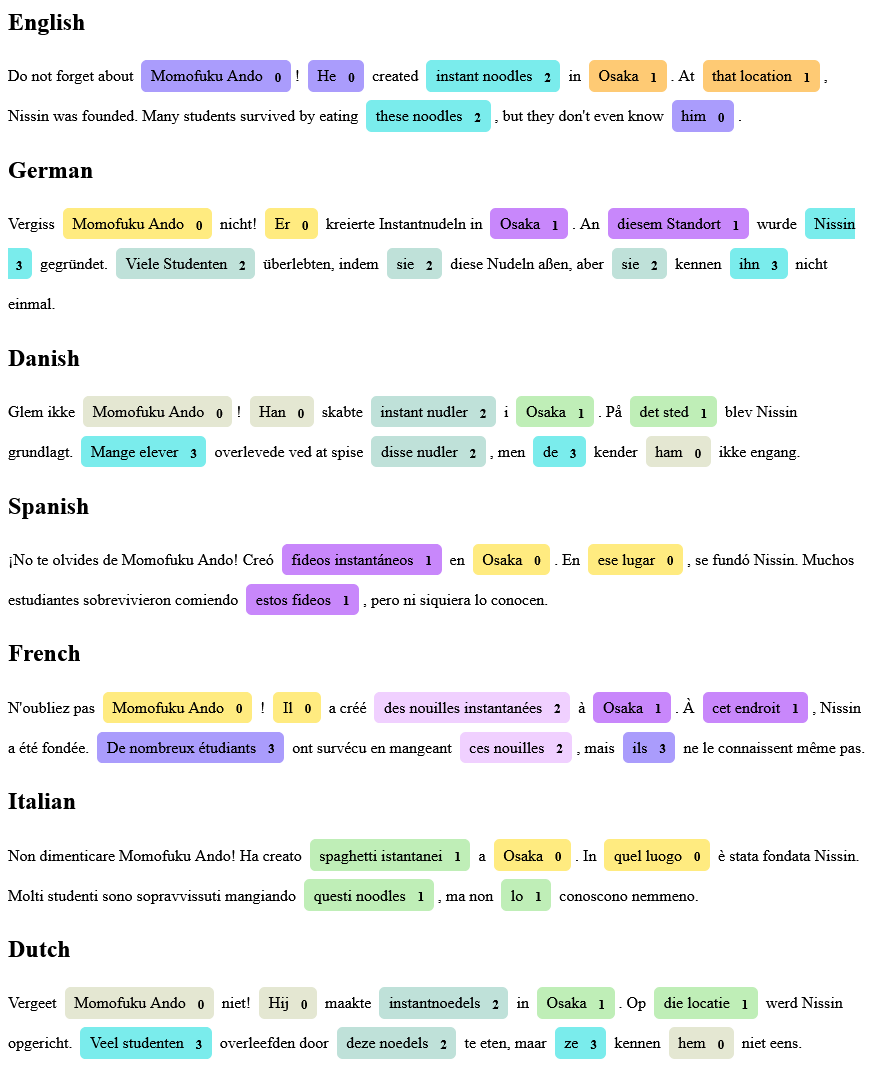 English
Do not forget about Momofuku Ando 0 ! He 0 created instant noodles 2 in Osaka 1 . At that location 1 ,
Nissin was founded. Many students survived by eating these noodles 2 , but they don't even know him 0 .
German
Vergiss Momofuku Ando 0 nicht! Er 0 kreierte Instantnudeln in Osaka 1 . An diesem Standort 1 wurde Nissin
3 gegründet. Viele Studenten 2 überlebten, indem sie 2 diese Nudeln aßen, aber sie 2 kennen ihn 3 nicht
einmal.
Danish
Glem ikke Momofuku Ando 0 ! Han 0 skabte instant nudler 2 i Osaka 1 . På det sted 1 blev Nissin
grundlagt. Mange elever 3 overlevede ved at spise disse nudler 2 , men de 3 kender ham 0 ikke engang.
Spanish
¡No te olvides de Momofuku Ando! Creó fideos instantáneos 1 en Osaka 0 . En ese lugar 0 , se fundó Nissin. Muchos
estudiantes sobrevivieron comiendo estos fideos 1 , pero ni siquiera lo conocen.
French
N'oubliez pas Momofuku Ando 0 ! Il 0 a créé des nouilles instantanées 2 à Osaka 1 . À cet endroit 1 , Nissin
a été fondée. De nombreux étudiants 3 ont survécu en mangeant ces nouilles 2 , mais ils 3 ne le connaissent même pas.
Italian
Non dimenticare Momofuku Ando! Ha creato spaghetti istantanei 1 a Osaka 0 . In quel luogo 0 è stata fondata Nissin.
Molti studenti sono sopravvissuti mangiando questi noodles 1 , ma non lo 1 conoscono nemmeno.
Dutch
Vergeet Momofuku Ando 0 niet! Hij 0 maakte instantnoedels 2 in Osaka 1 . Op die locatie 1 werd Nissin
opgericht. Veel studenten 3 overleefden door deze noedels 2 te eten, maar ze 3 kennen hem 0 niet eens.